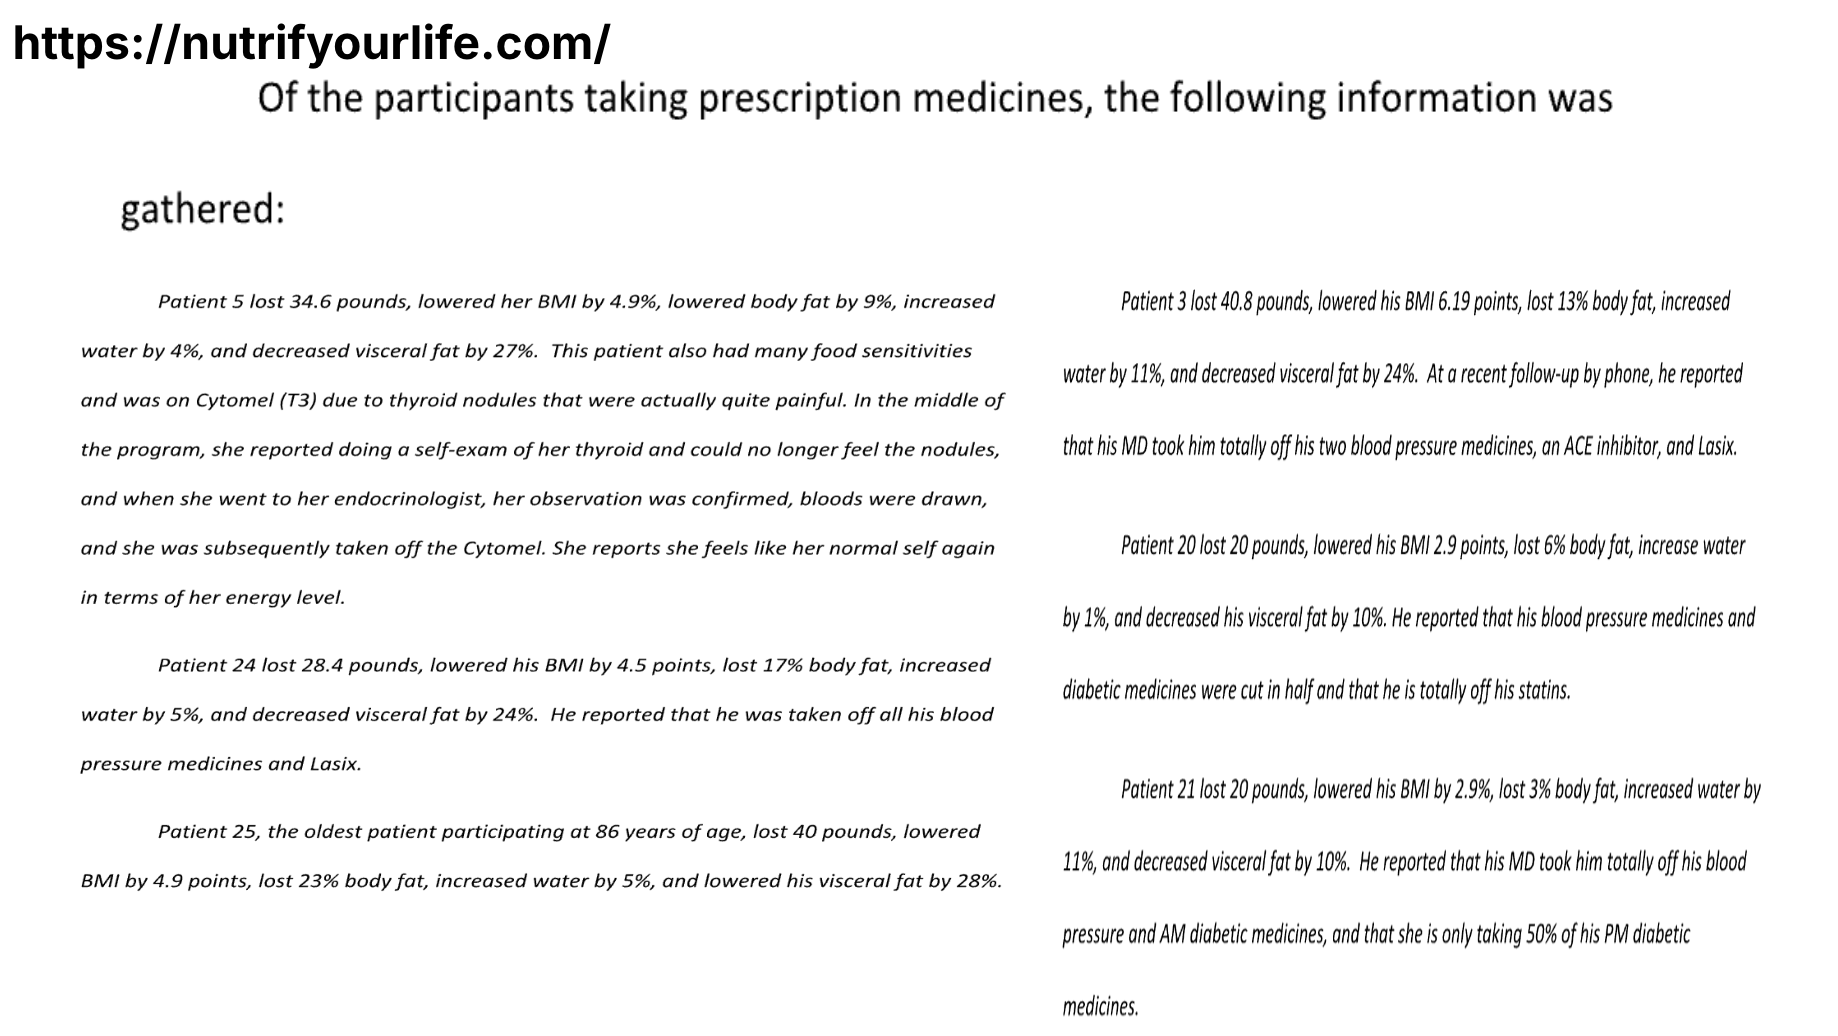 https://nutrifyourlife.com/
Of the participants taking prescription medicines, the following information was
gathered:
Patient 5 lost 34.6 pounds, lowered her BMI by 4.9%, lowered body fat by 9%, increased
water by 4%, and decreased visceral fat by 27%.  This patient also had many food sensitivities
and was on Cytomel (T3) due to thyroid nodules that were actually quite painful. In the middle of
the program, she reported doing a self-exam of her thyroid and could no longer feel the nodules,
and when she went to her endocrinologist, her observation was confirmed, bloods were drawn,
and she was subsequently taken off the Cytomel. She reports she feels like her normal self again
in terms of her energy level.
Patient 24 lost 28.4 pounds, lowered his BMI by 4.5 points, lost 17% body fat, increased
water by 5%, and decreased visceral fat by 24%.  He reported that he was taken off all his blood
pressure medicines and Lasix.
Patient 25, the oldest patient participating at 86 years of age, lost 40 pounds, lowered
BMI by 4.9 points, lost 23% body fat, increased water by 5%, and lowered his visceral fat by 28%.
Patient 3 lost 40.8 pounds, lowered his BMI 6.19 points, lost 13% body fat, increased
water by 11%, and decreased visceral fat by 24%.  At a recent follow-up by phone, he reported
that his MD took him totally off his two blood pressure medicines, an ACE inhibitor, and Lasix.
Patient 20 lost 20 pounds, lowered his BMI 2.9 points, lost 6% body fat, increase water
by 1%, and decreased his visceral fat by 10%. He reported that his blood pressure medicines and
diabetic medicines were cut in half and that he is totally off his statins.
Patient 21 lost 20 pounds, lowered his BMI by 2.9%, lost 3% body fat, increased water by
11%, and decreased visceral fat by 10%.  He reported that his MD took him totally off his blood
pressure and AM diabetic medicines, and that she is only taking 50% of his PM diabetic
medicines.